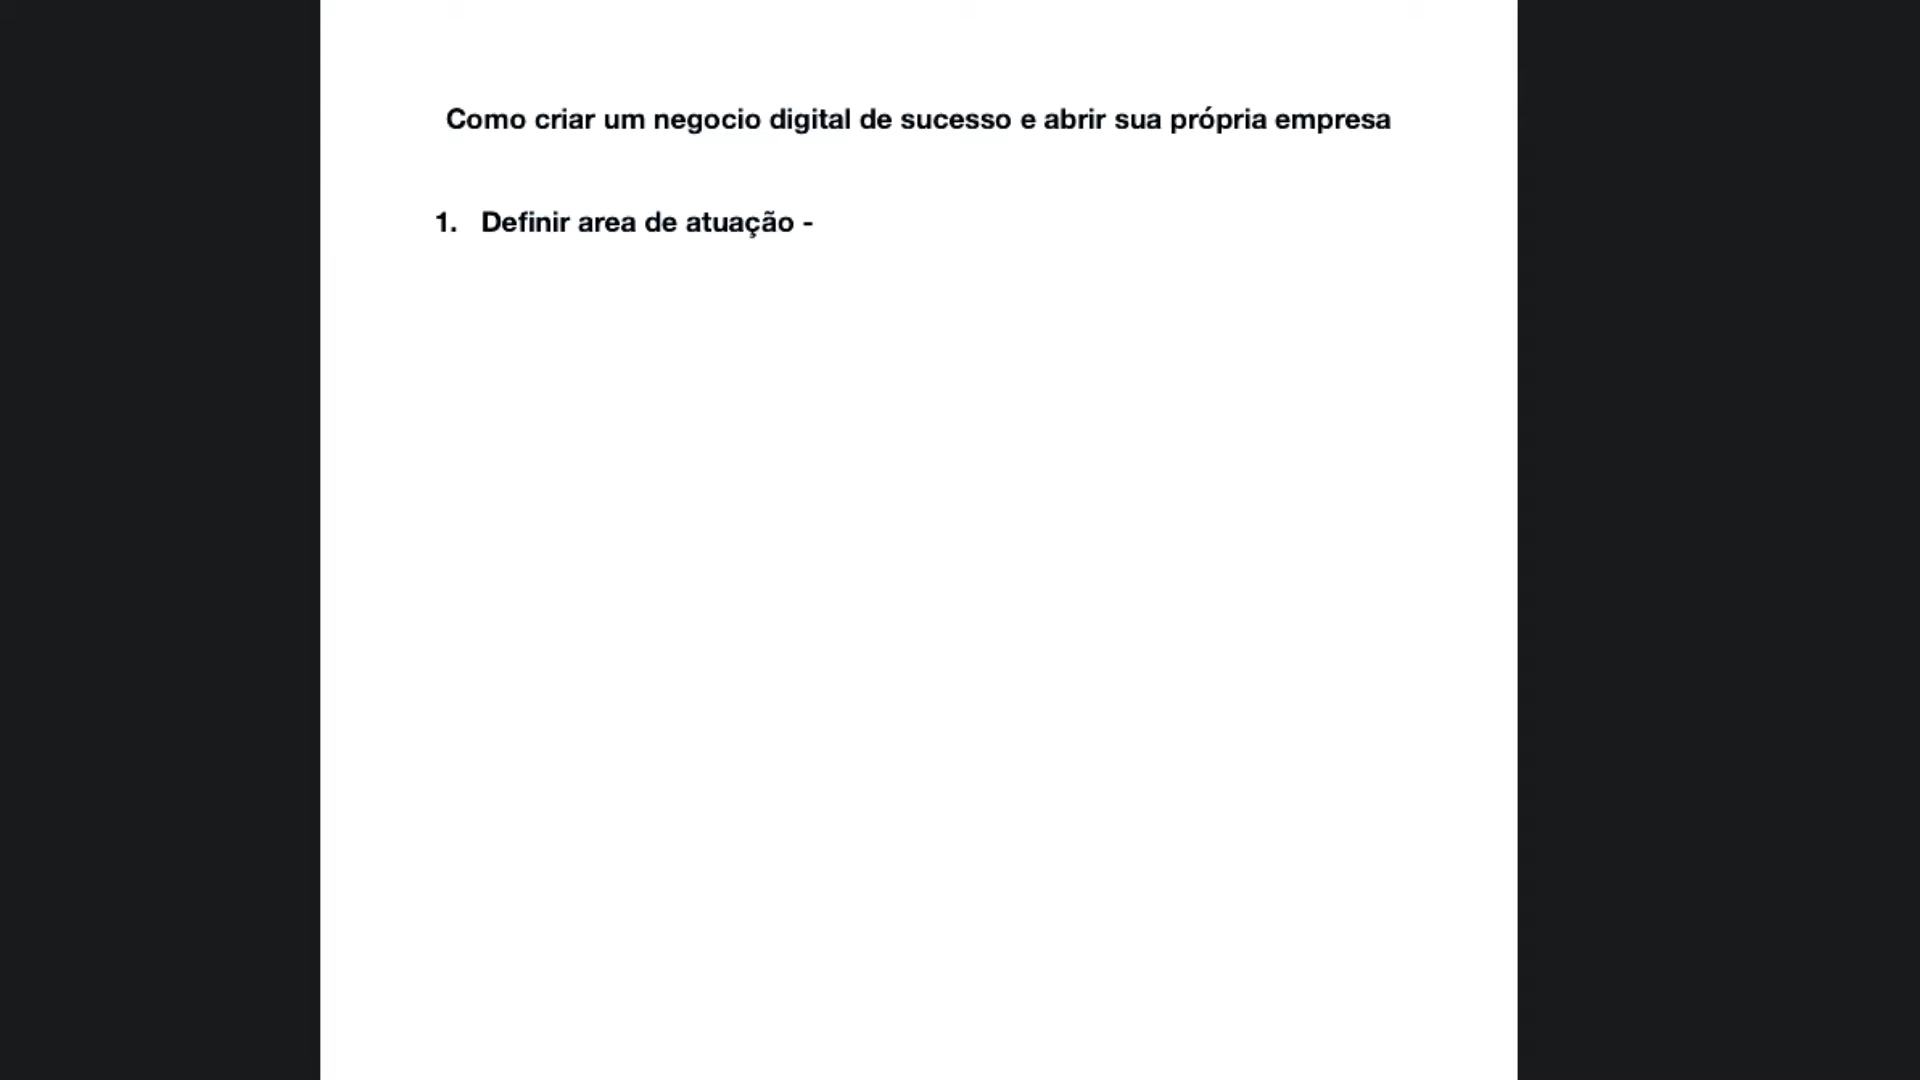 Como criar um negocio digital de sucesso e abrir sua própria empresa
1. Definir area de atuação -